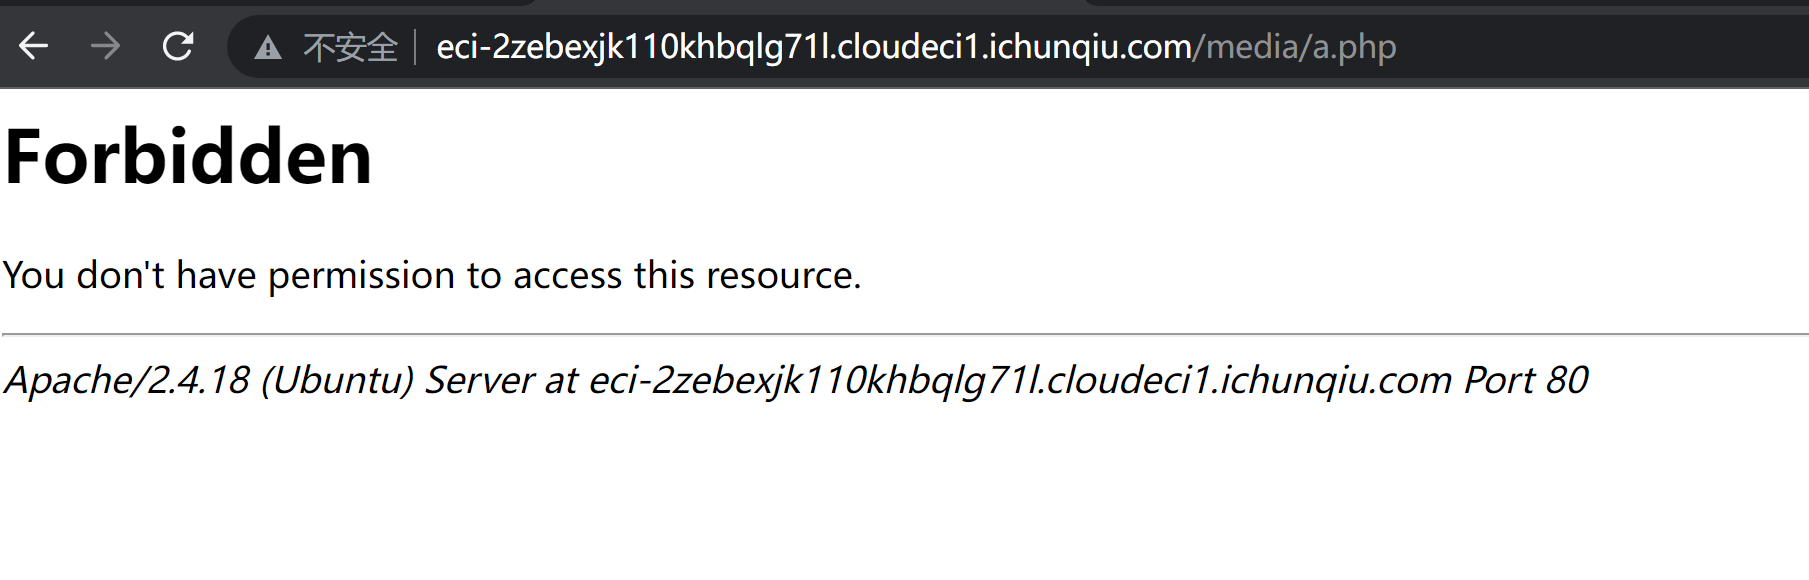 不安全 eci-2zebexjk110khbqlg71l.cloudeci1.ichunqiu.com/media/a.php
Forbidden
You don't have permission to access this resource.
Apache/2.4.18 (Ubuntu) Server at eci-2zebexjk110khbqlg71l.cloudeci1.ichunqiu.com Port 80